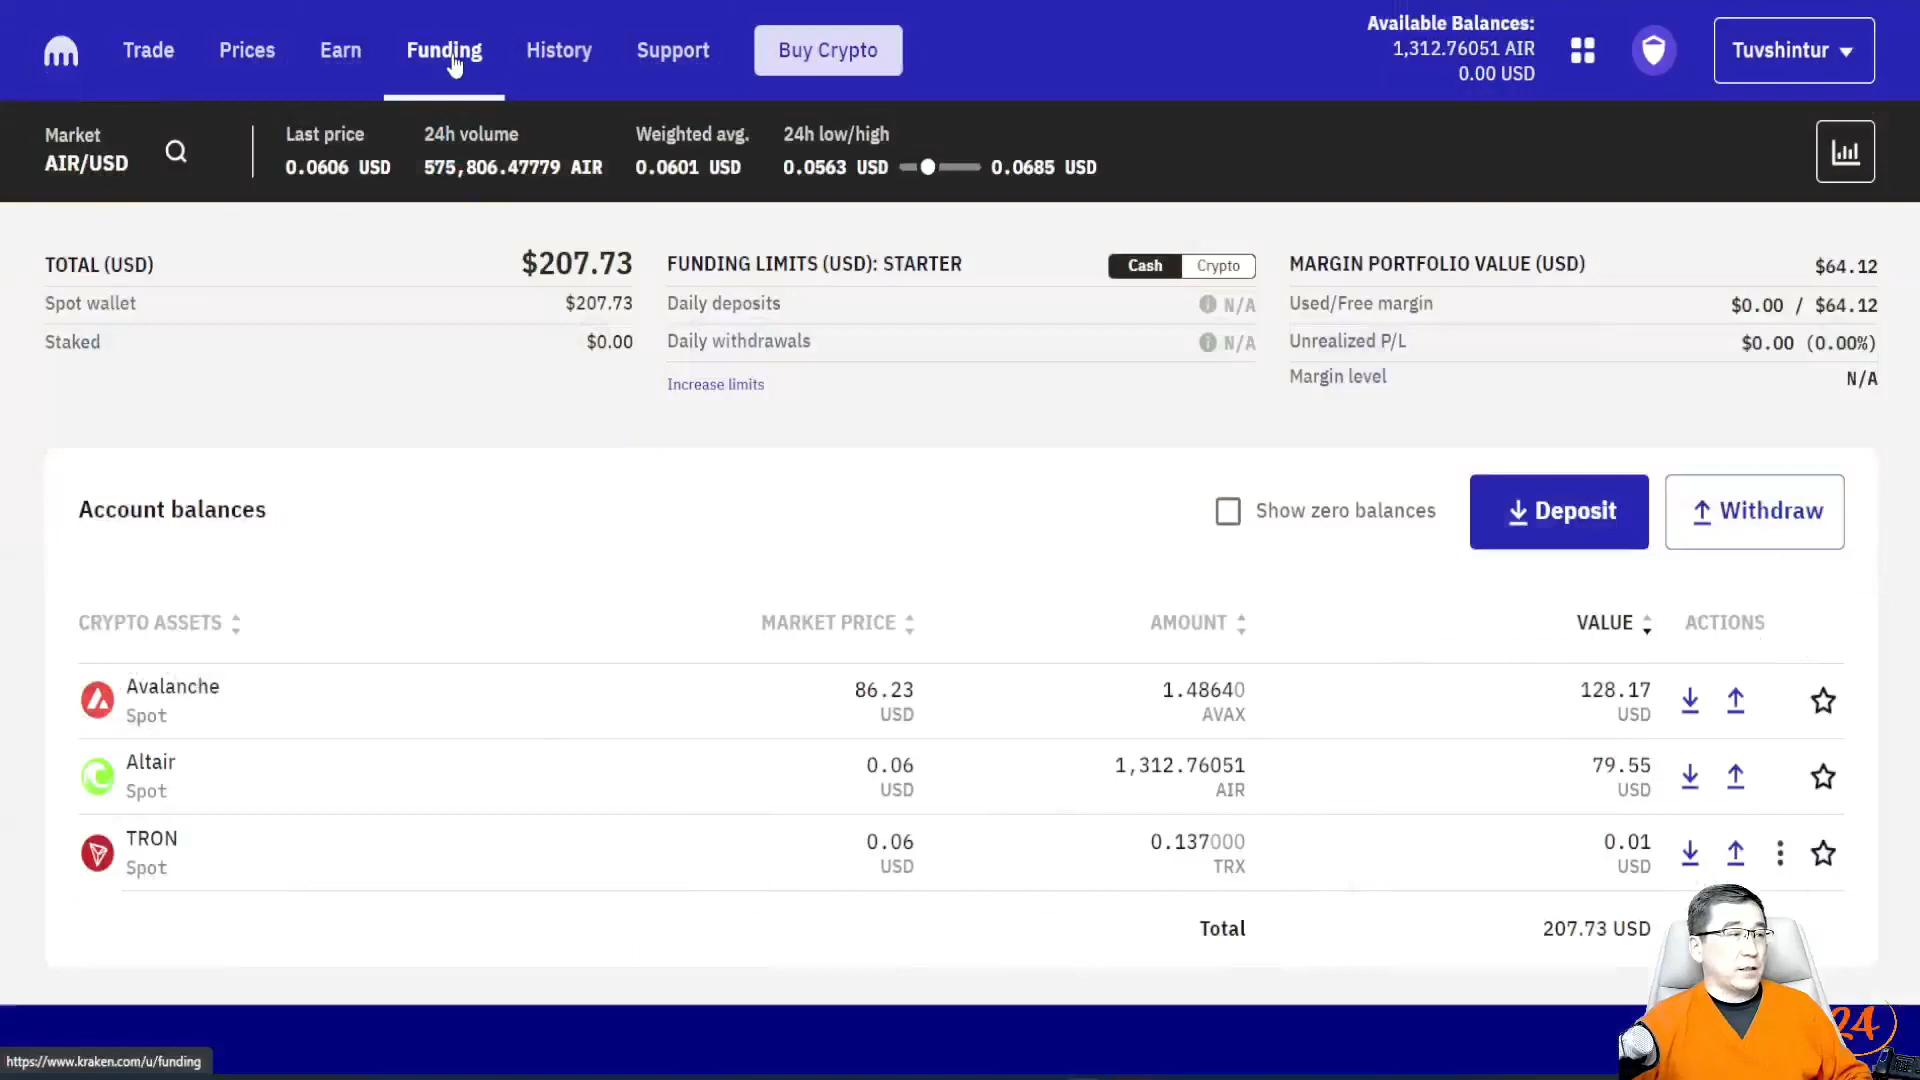 Trade Prices Earn Funding History Support Buy Crypto
Available Balances:
1,312.76051 AIR
0.00 USD
Tuvshintur
Market
AIR/USD
Last price
0.0606 USD
24h volume
575,806.47779 AIR
Weighted avg.
0.0601 USD
24h low/high
0.0563 USD 0.0685 USD
TOTAL (USD) $207.73
Spot wallet $207.73
Staked $0.00
FUNDING LIMITS (USD): STARTER Cash Crypto
Daily deposits N/A
Daily withdrawals N/A
Increase limits
MARGIN PORTFOLIO VALUE (USD) $64.12
Used/Free margin $0.00 / $64.12
Unrealized P/L $0.00 (0.00%)
Margin level N/A
Account balances Show zero balances Deposit Withdraw
CRYPTO ASSETS MARKET PRICE AMOUNT VALUE ACTIONS
Avalanche 86.23 1.48640 128.17
Spot USD AVAX USD
Altair 0.06 1,312.76051 79.55
Spot USD AIR USD
TRON 0.06 0.137000 0.01
Spot USD TRX USD
Total 207.73 USD
24
https://www.kraken.com/u/funding